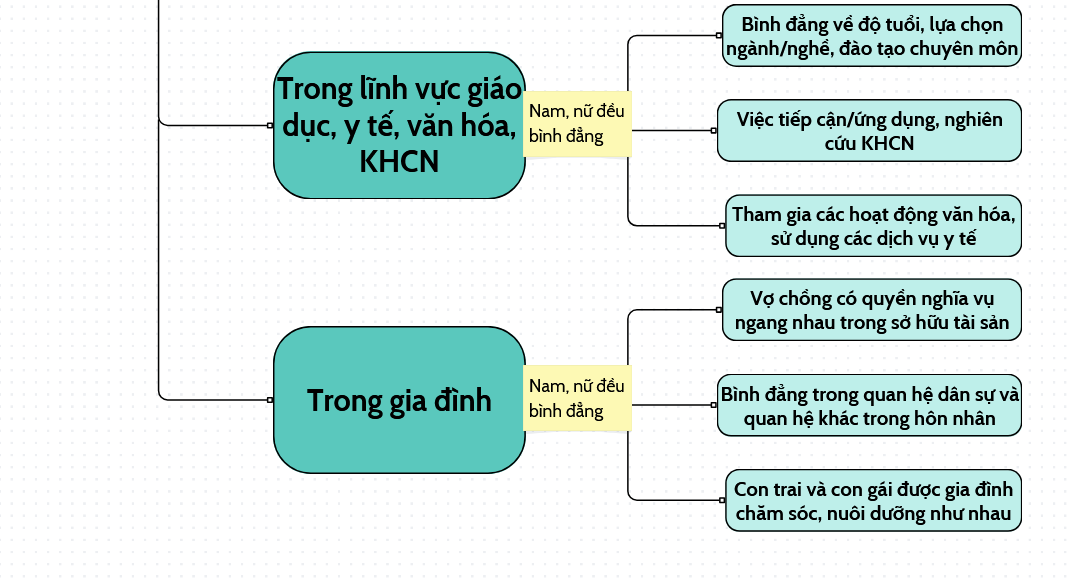 Trong lĩnh vực giáo
dục, y tế, văn hóa,
KHCN
Nam, nữ đều
bình đẳng
Bình đẳng về độ tuổi, lựa chọn
ngành/nghề, đào tạo chuyên môn
Việc tiếp cận/ứng dụng, nghiên
cứu KHCN
Tham gia các hoạt động văn hóa,
sử dụng các dịch vụ y tế
Trong gia đình
Nam, nữ đều
bình đẳng
Vợ chồng có quyền nghĩa vụ
ngang nhau trong sở hữu tài sản
Bình đẳng trong quan hệ dân sự và
quan hệ khác trong hôn nhân
Con trai và con gái được gia đình
chăm sóc, nuôi dưỡng như nhau